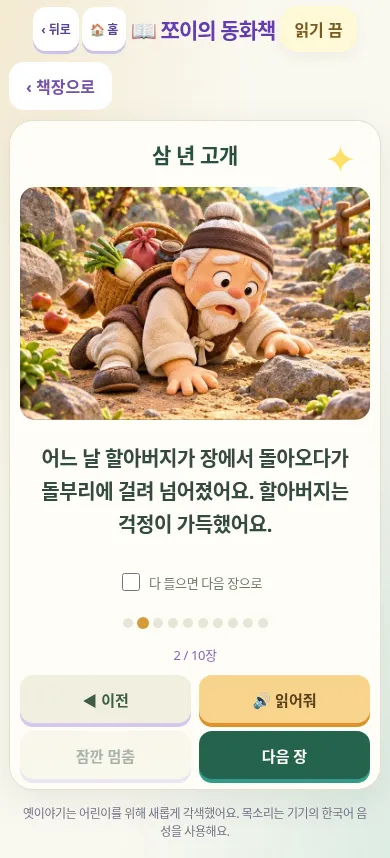 ‹ 뒤로
🏠 홈
📖 쪼이의 동화책
읽기 끔
‹ 책장으로
삼 년 고개
어느 날 할아버지가 장에서 돌아오다가
돌부리에 걸려 넘어졌어요. 할아버지는
걱정이 가득했어요.
다 들으면 다음 장으로
2 / 10장
◀ 이전
🔊 읽어줘
잠깐 멈춤
다음 장
옛이야기는 어린이를 위해 새롭게 각색했어요. 목소리는 기기의 한국어 음
성을 사용해요.